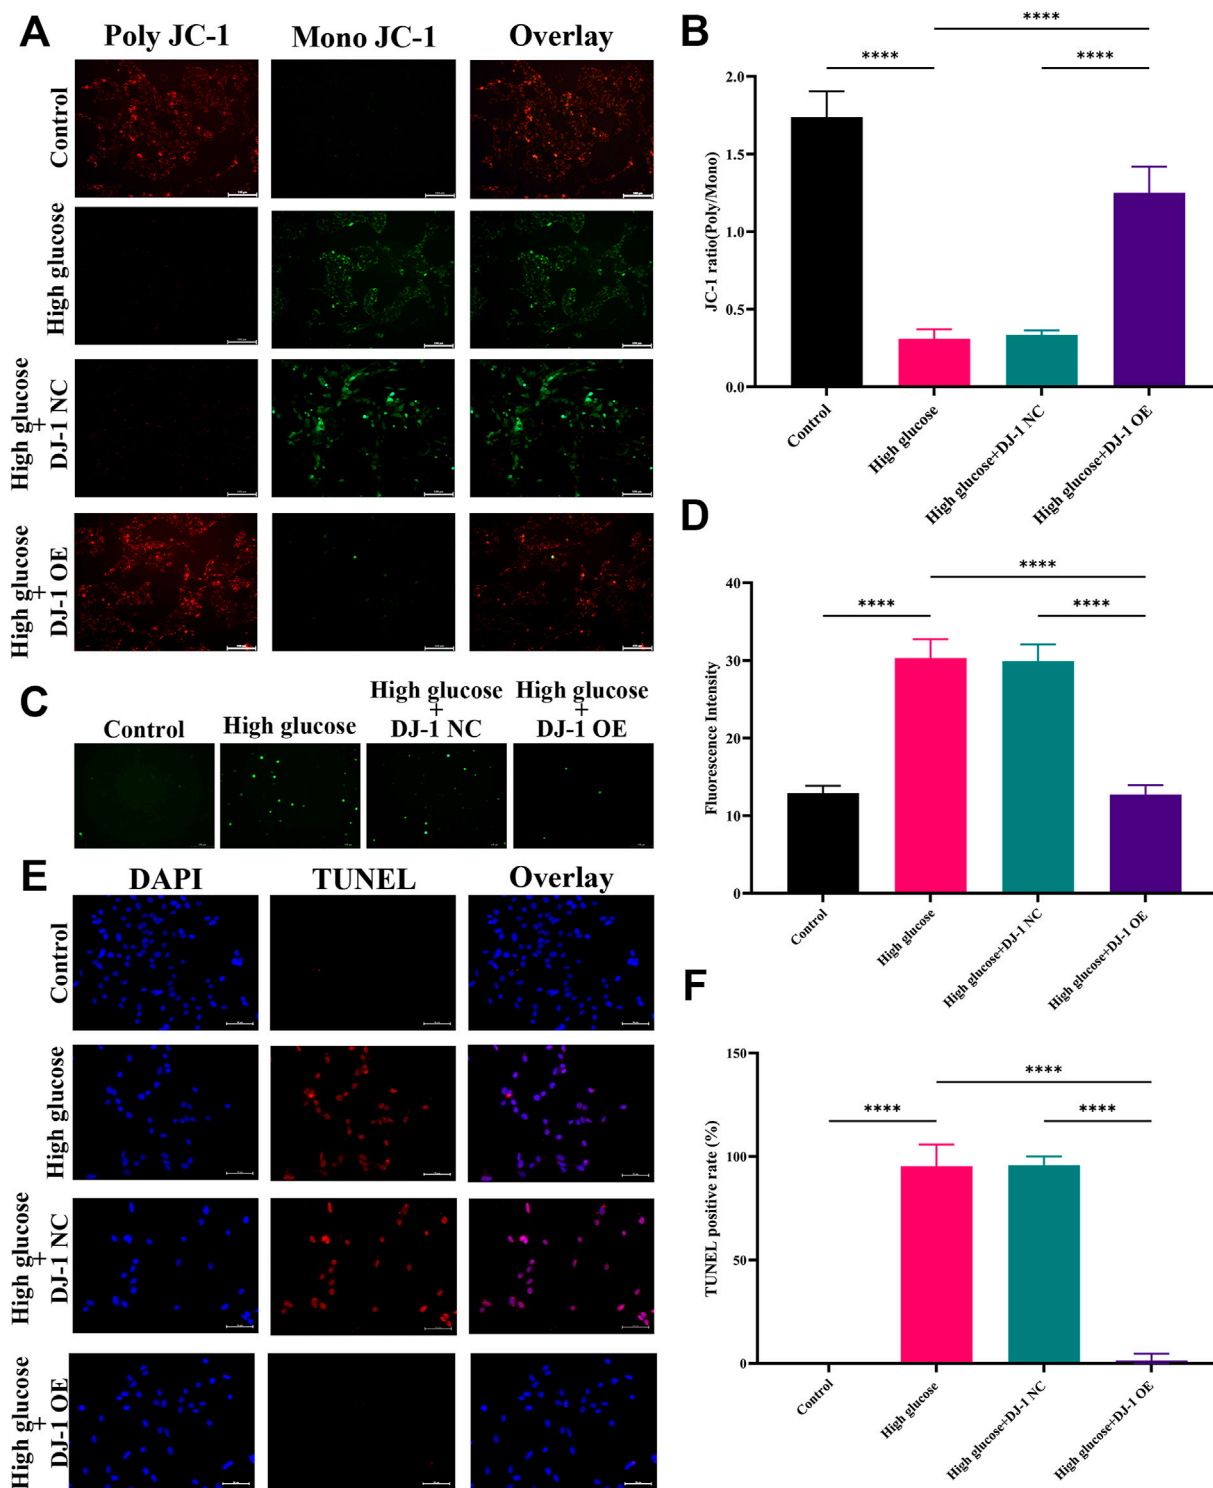 A
Poly JC-1
Mono JC-1
Overlay
Control
High glucose
High glucose
+
DJ-1 NC
High glucose
+
DJ-1 OE
B
****
****
****
JC-1 ratio(Poly/Mono)
2.0
1.5
1.0
0.5
0.0
Control
High glucose
High glucose+DJ-1 NC
High glucose+DJ-1 OE
C
Control
High glucose
High glucose
+
DJ-1 NC
High glucose
+
DJ-1 OE
D
****
****
****
Fluorescence Intensity
40
30
20
10
0
Control
High glucose
High glucose+DJ-1 NC
High glucose+DJ-1 OE
E
DAPI
TUNEL
Overlay
Control
High glucose
High glucose
+
DJ-1 NC
High glucose
+
DJ-1 OE
F
****
****
****
TUNEL positive rate (%)
150
100
50
0
Control
High glucose
High glucose+DJ-1 NC
High glucose+DJ-1 OE